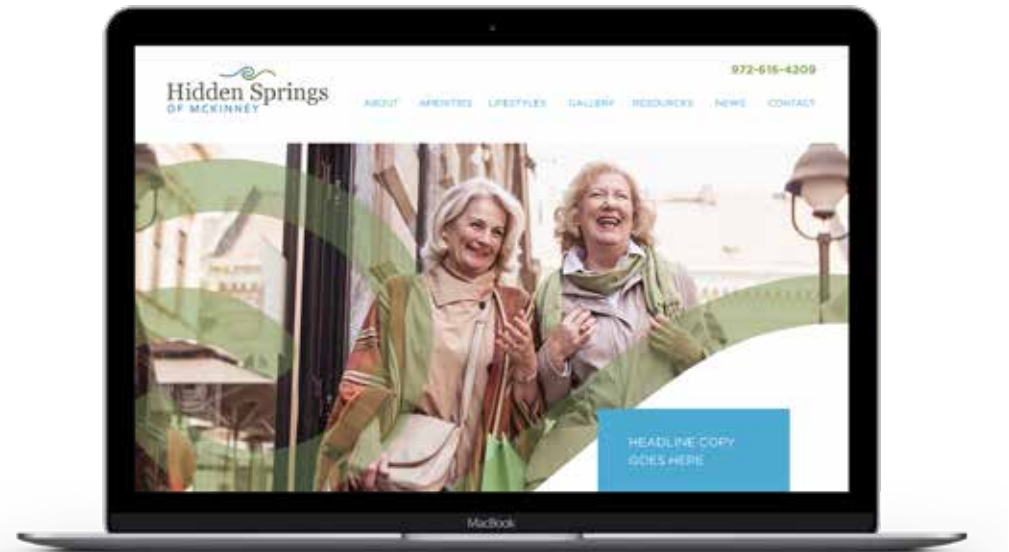 972-616-4209
Hidden Springs
OF MCKINNEY
ABOUT AMENITIES LIFESTYLES GALLERY RESOURCES NEWS CONTACT
HEADLINE COPY
GOES HERE
MacBook